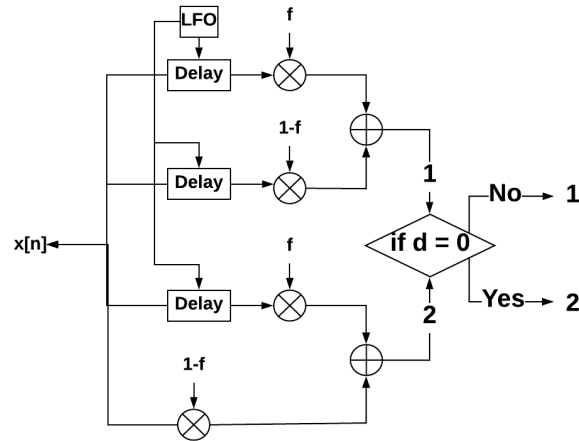 LFO
f
Delay
1-f
Delay
1
No
1
if d = 0
x[n]
f
Delay
2
Yes
2
1-f